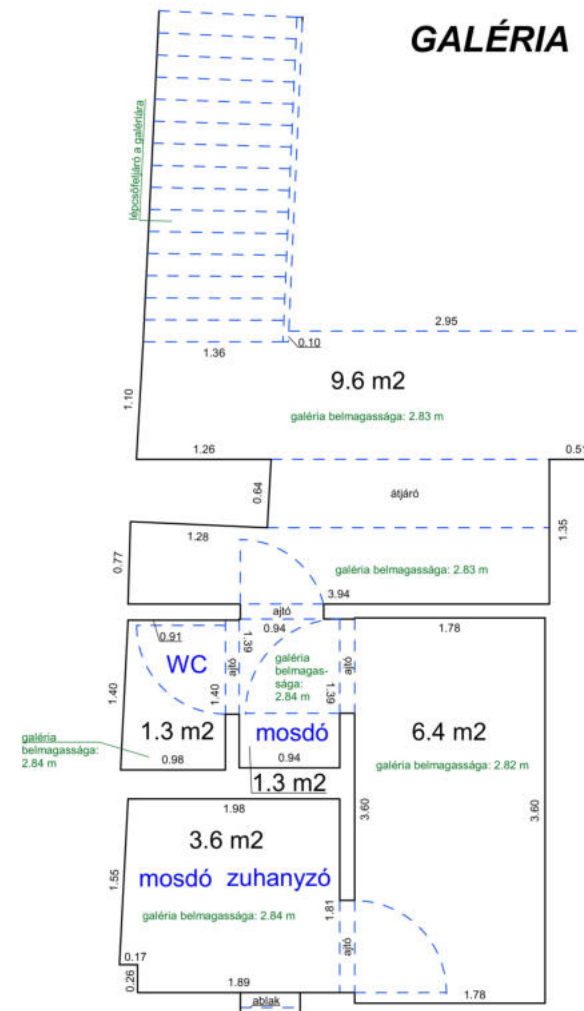 GALÉRIA
lépcsőfeljáró a galériára
2.95
0.10
1.36
9.6 m2
1.10
galéria belmagassága: 2.83 m
1.26
0.51
0.64
átjáró
1.35
1.28
0.77
galéria belmagassága: 2.83 m
3.94
ajtó
0.91
0.94
1.78
1.39
WC
ajtó
galéria
belmagas-
sága:
2.84 m
ajtó
1.40
1.40
1.39
1.3 m2
mosdó
6.4 m2
galéria
belmagassága:
2.84 m
0.98
0.94
galéria belmagassága: 2.82 m
1.3 m2
1.98
3.60
3.60
3.6 m2
1.55
mosdó zuhanyzó
1.81
galéria belmagassága: 2.84 m
ajtó
0.17
0.26
1.89
1.78
ablak